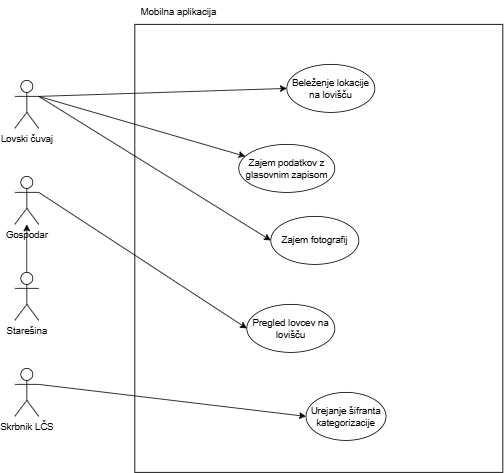 Mobilna aplikacija
Beleženje lokacije
na lovišču
Lovski čuvaj
Zajem podatkov z
glasovnim zapisom
Gospodar
Zajem fotografij
Starešina
Pregled lovcev na
lovišču
Skrbnik LČS
Urejanje šifranta
kategorizacije